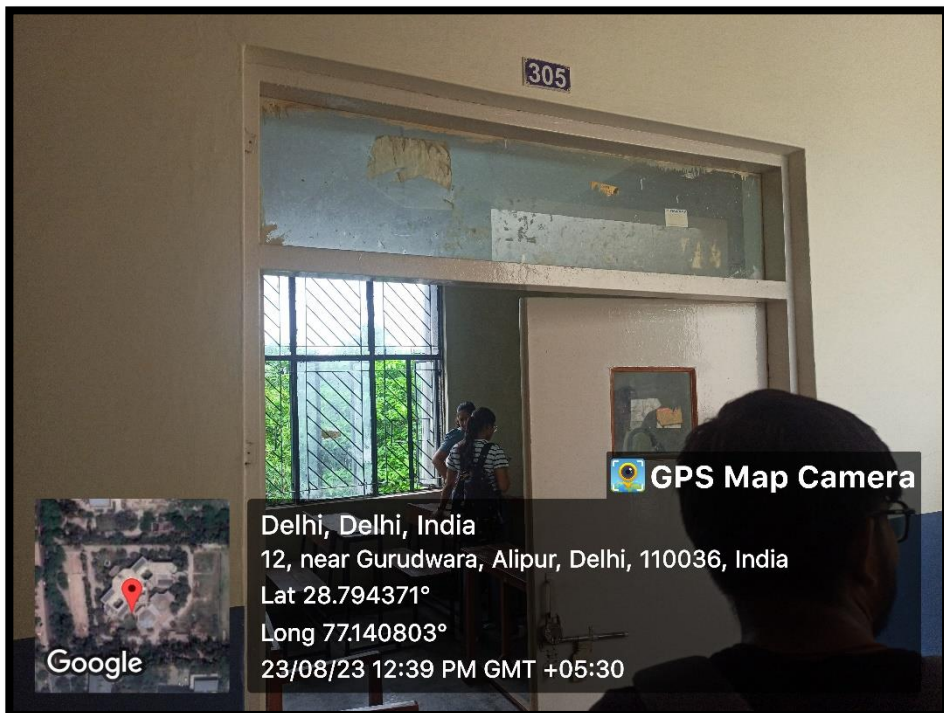 305
GPS Map Camera
Delhi, Delhi, India
12, near Gurudwara, Alipur, Delhi, 110036, India
Lat 28.794371°
Long 77.140803°
23/08/23 12:39 PM GMT +05:30
Google